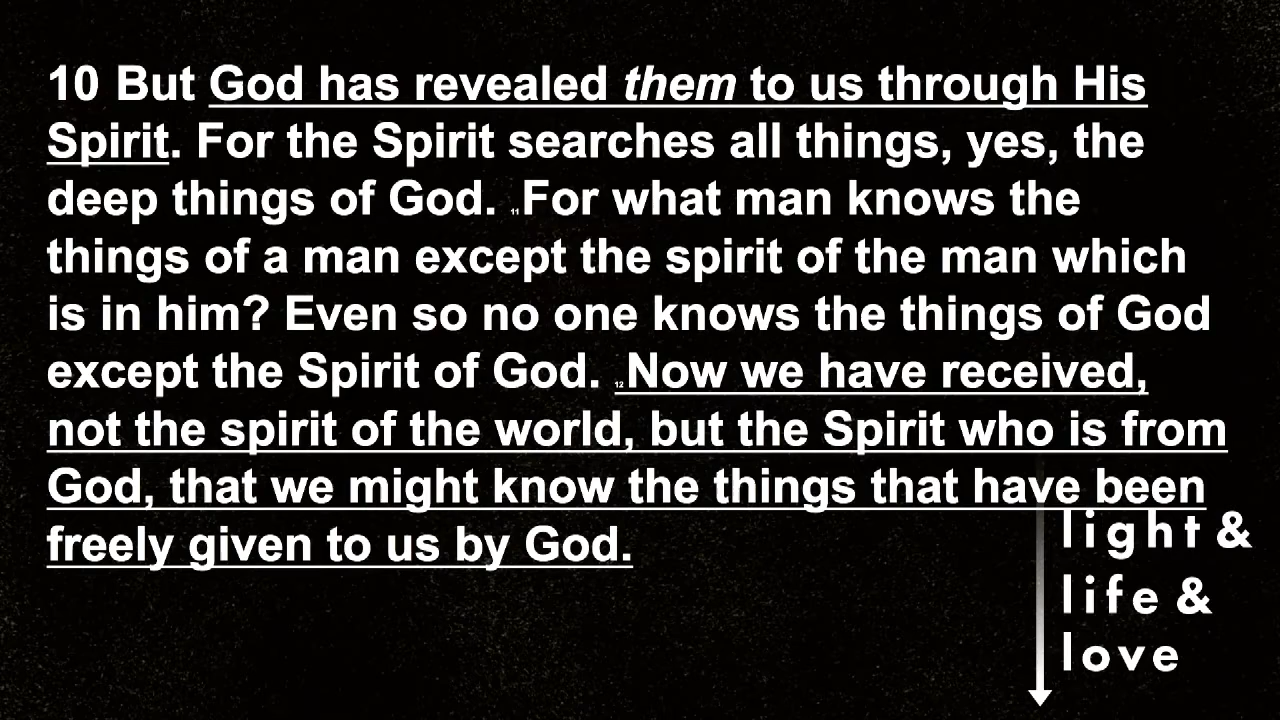 10 But God has revealed them to us through His
Spirit. For the Spirit searches all things, yes, the
deep things of God. 11 For what man knows the
things of a man except the spirit of the man which
is in him? Even so no one knows the things of God
except the Spirit of God. 12 Now we have received,
not the spirit of the world, but the Spirit who is from
God, that we might know the things that have been
freely given to us by God.
light &
life &
love